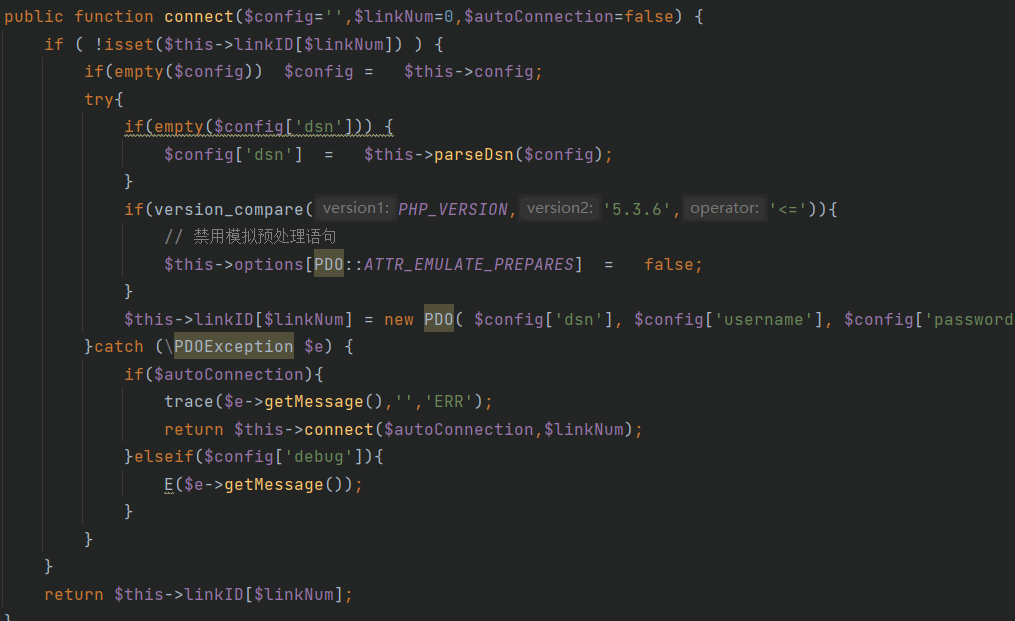 public function connect($config='',$linkNum=0,$autoConnection=false) {
    if ( !isset($this->linkID[$linkNum]) ) {
        if(empty($config))  $config =   $this->config;
        try{
            if(empty($config['dsn'])) {
                $config['dsn']  =   $this->parseDsn($config);
            }
            if(version_compare( version1: PHP_VERSION, version2: '5.3.6', operator: '<=')){
                // 禁用模拟预处理语句
                $this->options[PDO::ATTR_EMULATE_PREPARES]  =   false;
            }
            $this->linkID[$linkNum] = new PDO( $config['dsn'], $config['username'], $config['password
        }catch (\PDOException $e) {
            if($autoConnection){
                trace($e->getMessage(),'','ERR');
                return $this->connect($autoConnection,$linkNum);
            }elseif($config['debug']){
                E($e->getMessage());
            }
        }
    }
    return $this->linkID[$linkNum];